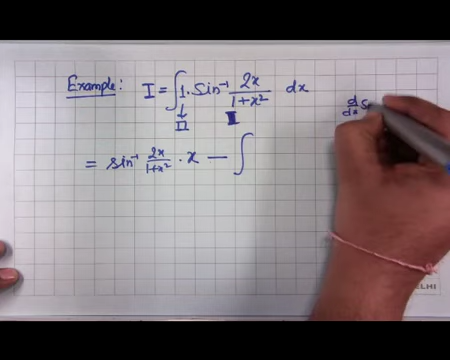 Example: I = ∫ 1. Sin⁻¹ 2x/(1+x²) dx
↓
II I
d/dx S
= sin⁻¹ 2x/(1+x²) · x — ∫